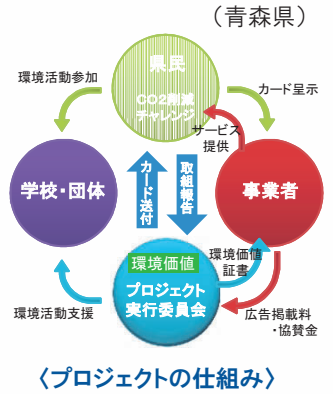 （青森県）
県民
CO2削減
チャレンジ
環境活動参加
カード呈示
サービス
提供
学校・団体
カード送付
取組報告
事業者
環境価値
プロジェクト
実行委員会
環境価値
証書
環境活動支援
広告掲載料
・協賛金
〈プロジェクトの仕組み〉